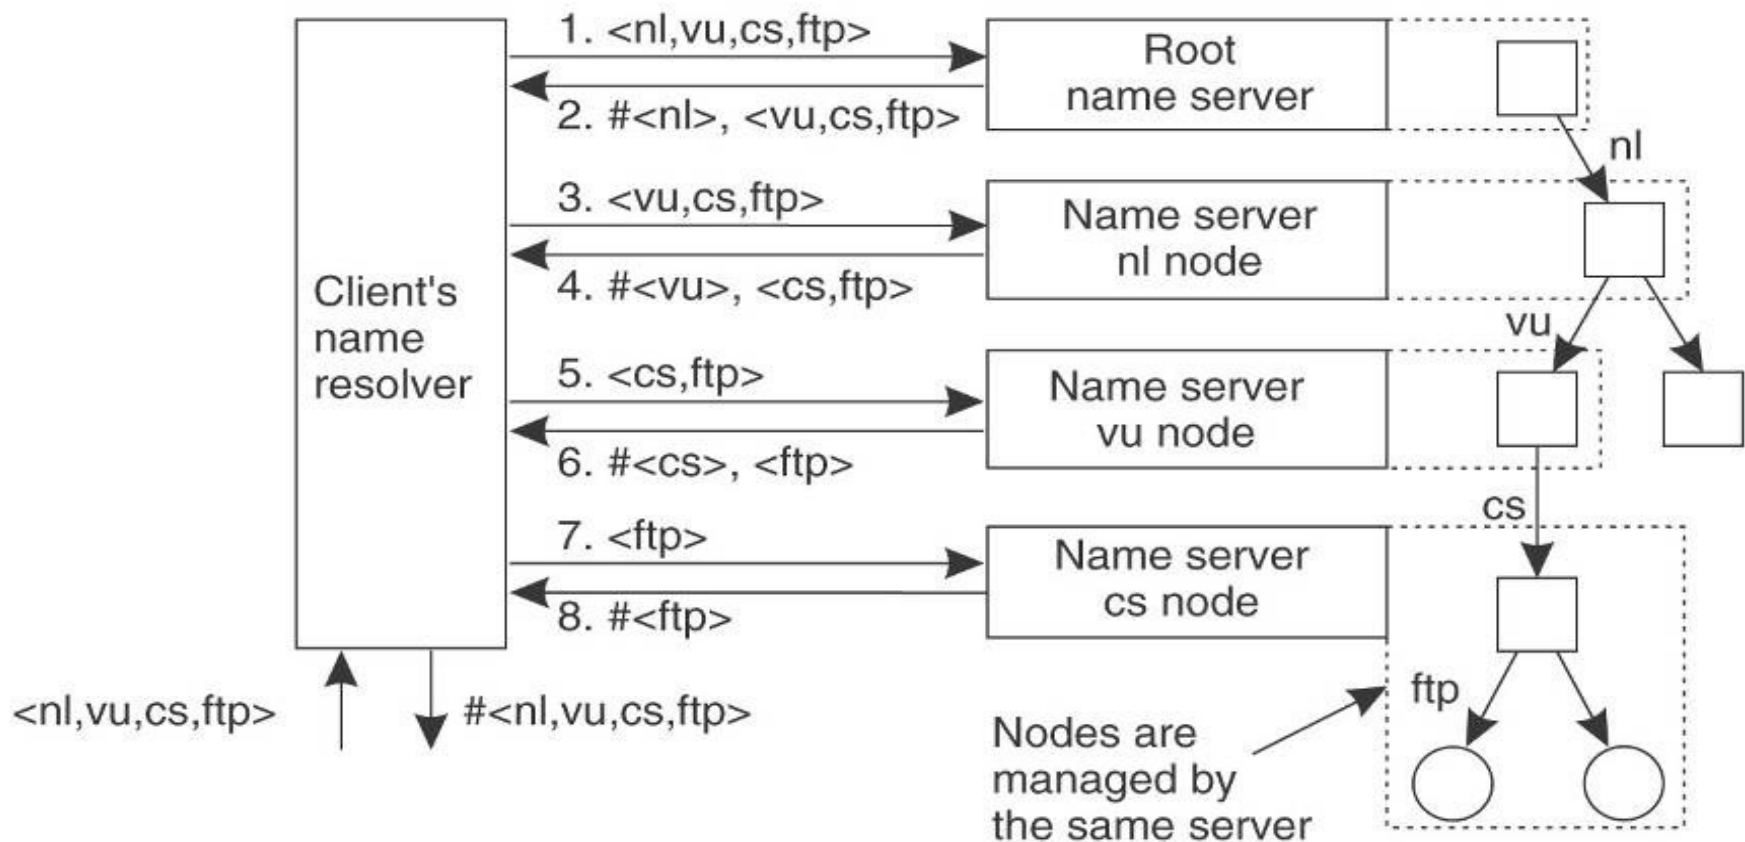 1. <nl,vu,cs,ftp>
Root
name server
2. #<nl>, <vu,cs,ftp>
nl
3. <vu,cs,ftp>
Name server
nl node
4. #<vu>, <cs,ftp>
Client's
name
resolver
vu
5. <cs,ftp>
Name server
vu node
6. #<cs>, <ftp>
cs
7. <ftp>
Name server
cs node
8. #<ftp>
<nl,vu,cs,ftp>
#<nl,vu,cs,ftp>
ftp
Nodes are
managed by
the same server